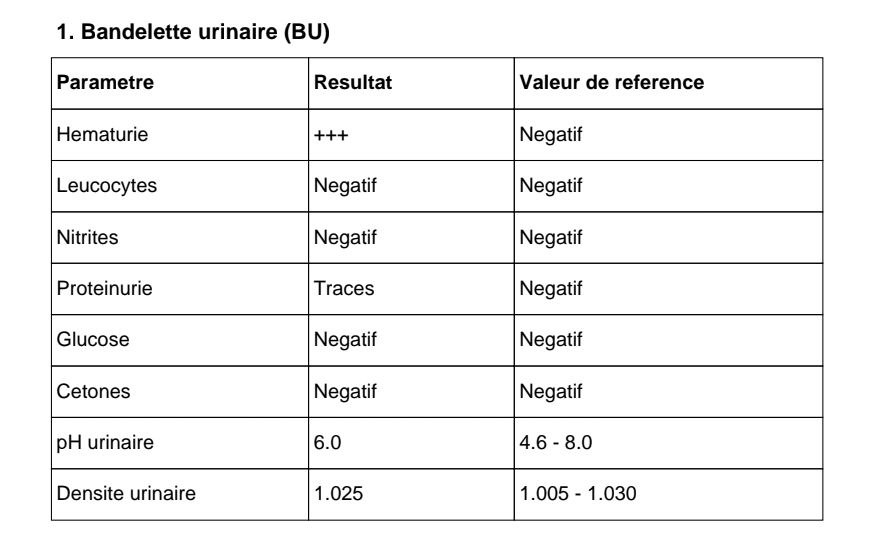 1. Bandelette urinaire (BU)
Parametre Resultat Valeur de reference
Hematurie +++ Negatif
Leucocytes Negatif Negatif
Nitrites Negatif Negatif
Proteinurie Traces Negatif
Glucose Negatif Negatif
Cetones Negatif Negatif
pH urinaire 6.0 4.6 - 8.0
Densite urinaire 1.025 1.005 - 1.030